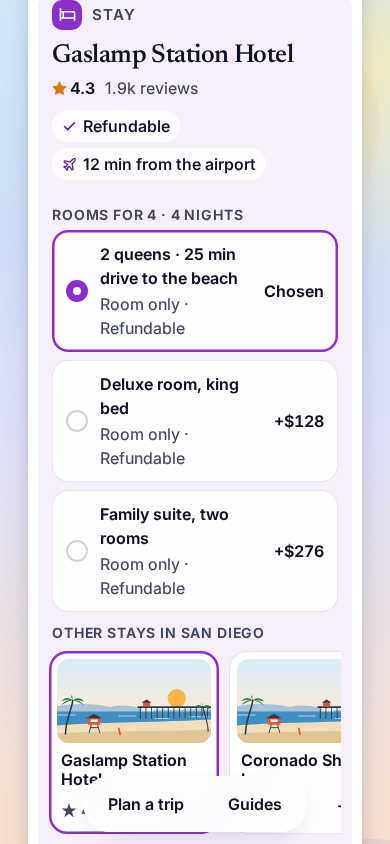 STAY
Gaslamp Station Hotel
4.3 1.9k reviews
Refundable
12 min from the airport
ROOMS FOR 4 · 4 NIGHTS
2 queens · 25 min
drive to the beach
Room only ·
Refundable
Chosen
Deluxe room, king
bed
Room only ·
Refundable
+$128
Family suite, two
rooms
Room only ·
Refundable
+$276
OTHER STAYS IN SAN DIEGO
Gaslamp Station
Hotel
Coronado Sh
Plan a trip
Guides